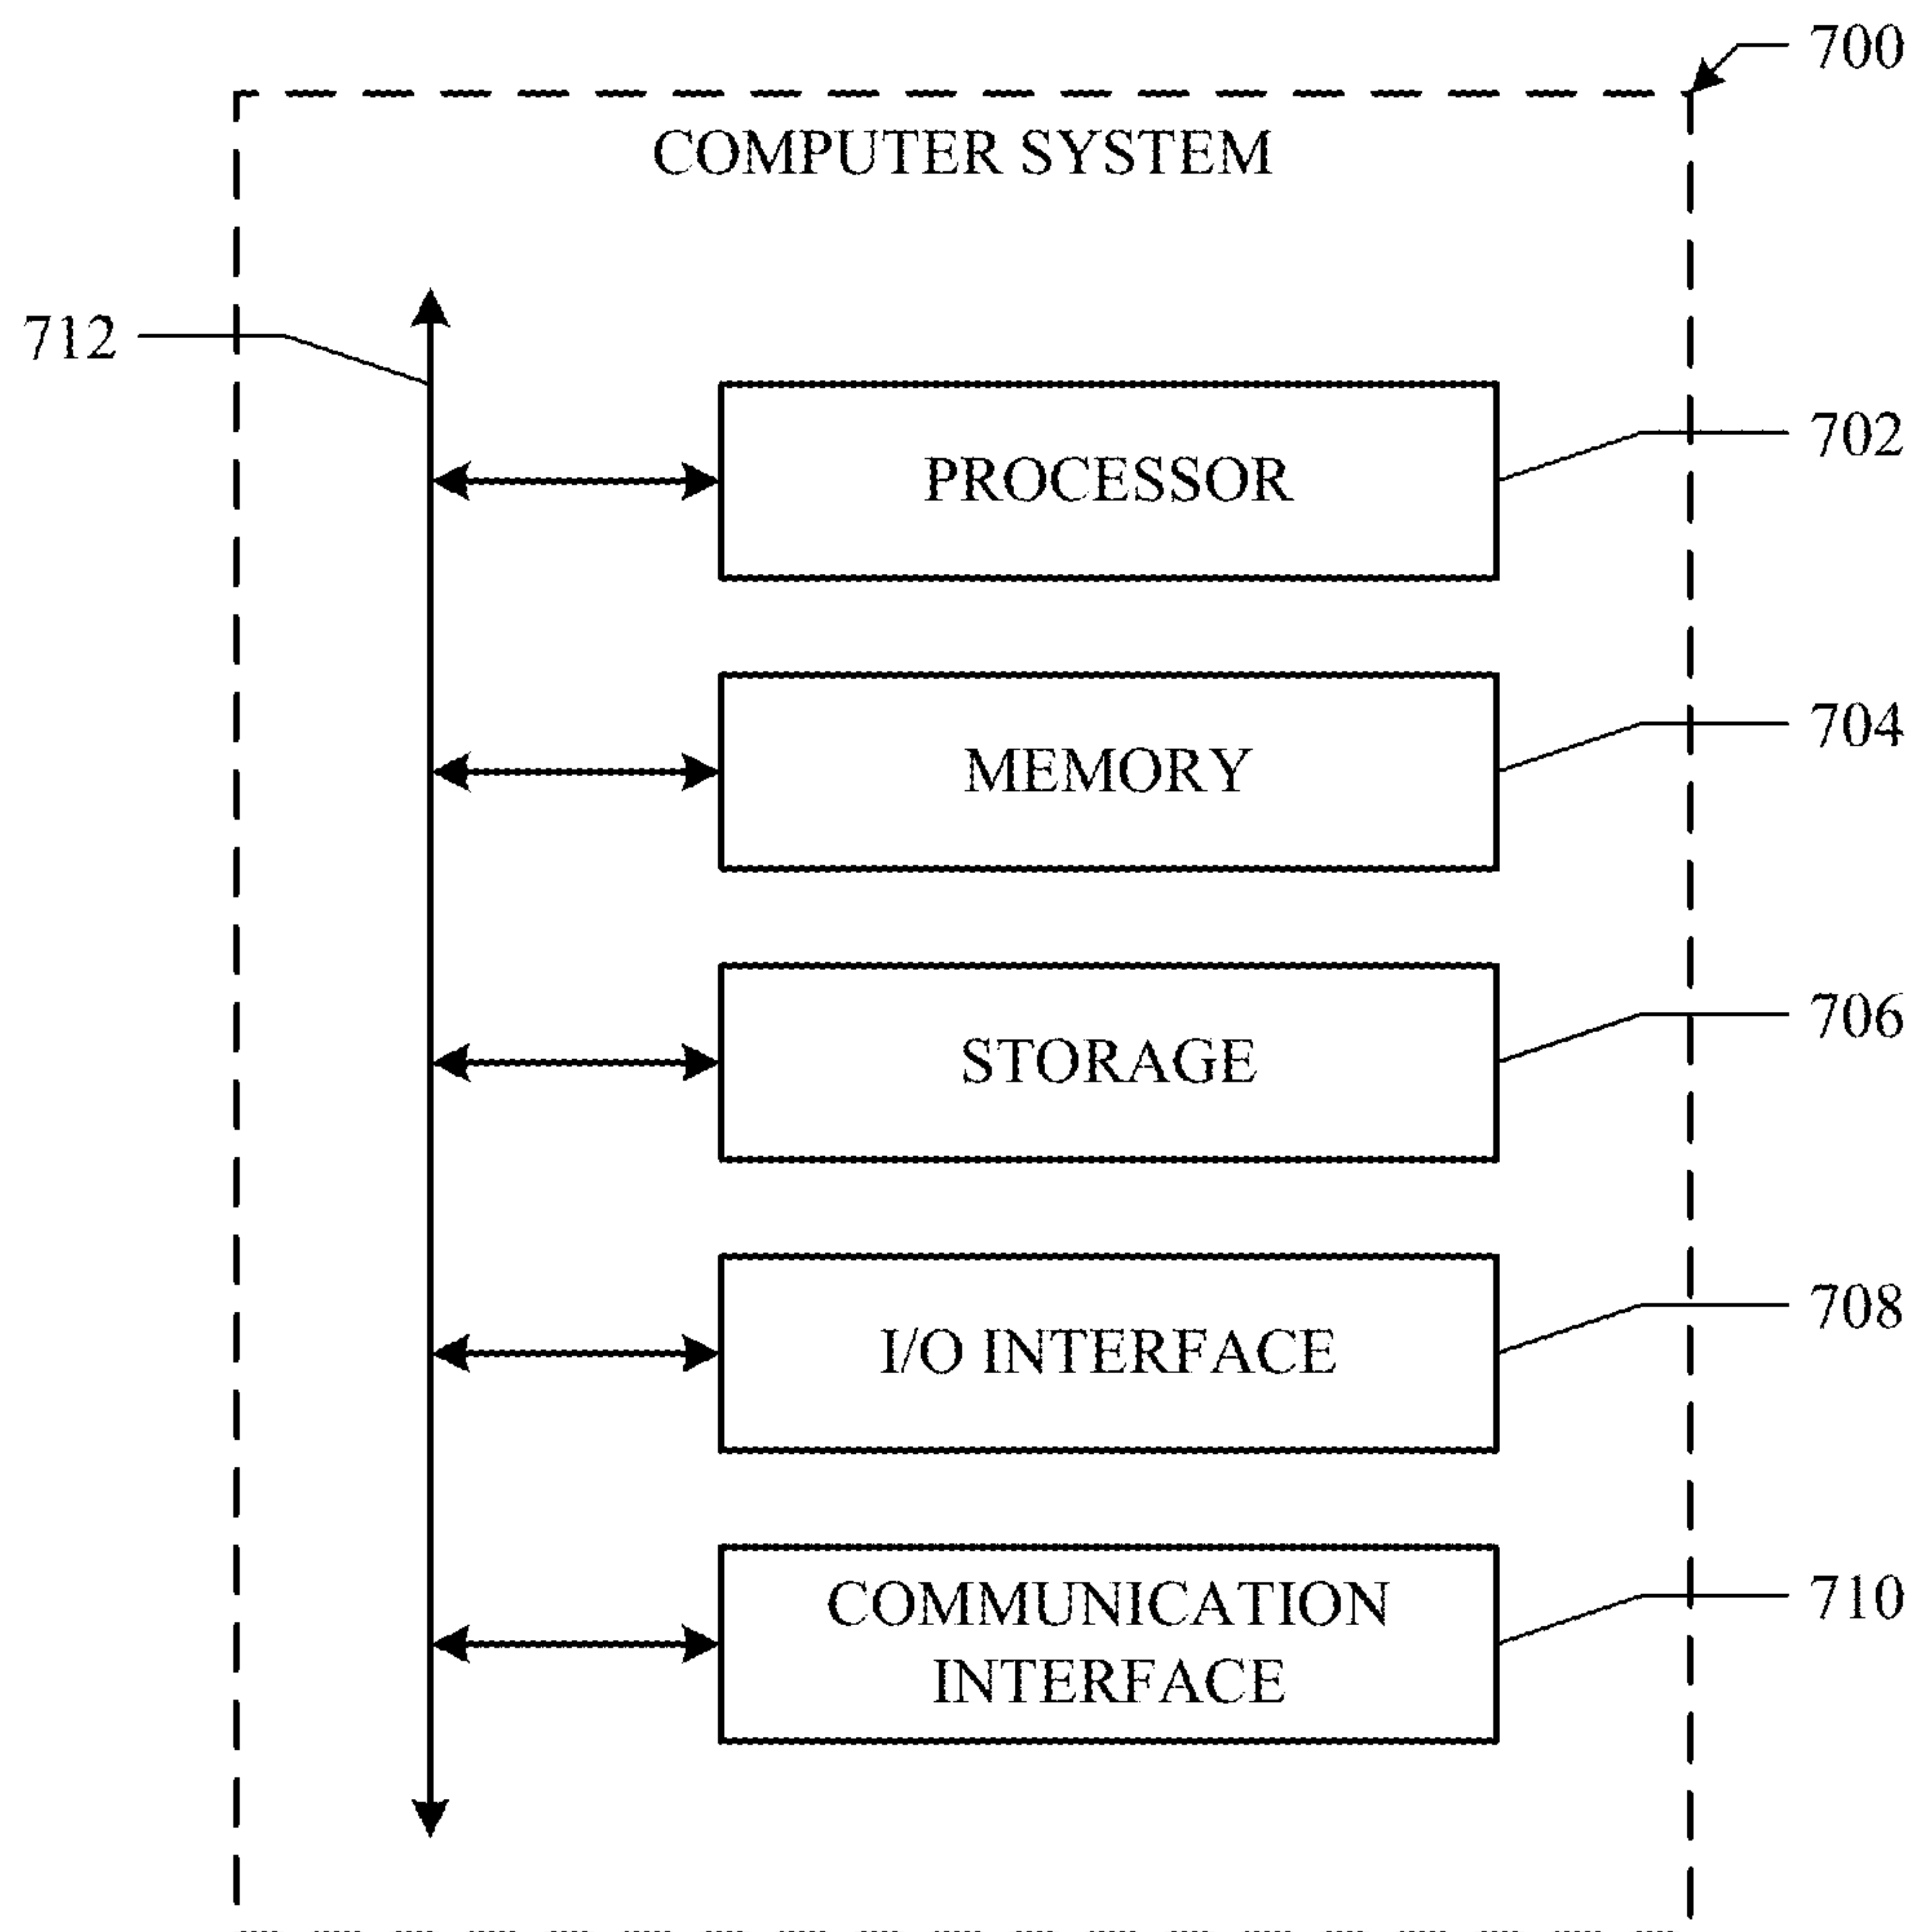 700
COMPUTER SYSTEM
712
702
PROCESSOR
704
MEMORY
706
STORAGE
708
I/O INTERFACE
710
COMMUNICATION
INTERFACE